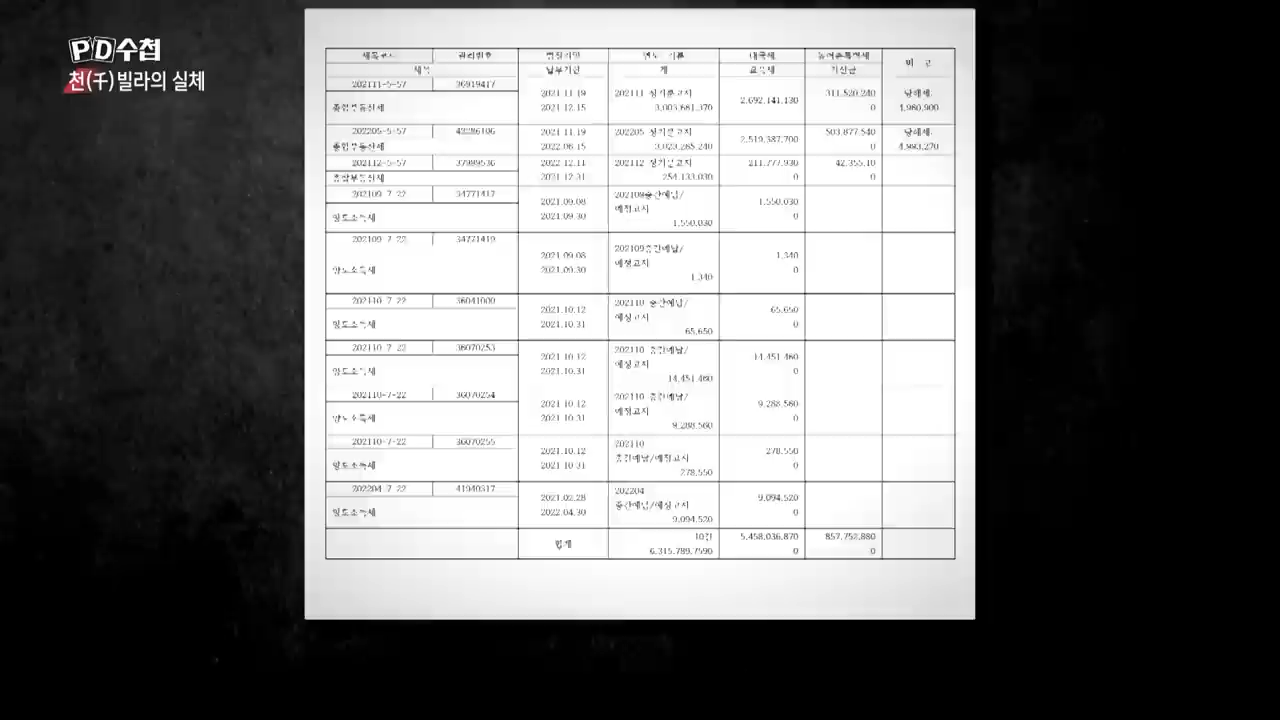 PD수첩
천(千)빌라의 실체
세목코드 관리번호 법정기일 연도 기분 내국세 농어촌특별세 비 고
세목 납부기한 계 교육세 가산금
202111-5-57 36919417 2021.11.19 202111 정기분고지 2,692,141,130 311,520,240 당해세:
종합부동산세 2021.12.15 3,003,661,370 0 4,980,900
202205-5-57 2021.11.19 202205 정기분고지 2,519,387,700 503,877,540 당해세:
종합부동산세 2022.06.15 0
202112-5-57 37999536 2022.12.11 202112 정기분고지 211,777,930 42,355,10
종합부동산세 2021.12.31 254,133,030 0 0
202109-7-22 34771417 2021.09.08 202109중간예납/ 1,550,030
양도소득세 2021.09.30 예정고지 0
1,550,030
202109-7-22 34771419 2021.09.08 202109중간예납/ 1,340
양도소득세 2021.09.30 예정고지 0
1,340
202110-7-22 36041000 2021.10.12 202110 중간예납/ 65,650
양도소득세 2021.10.31 예정고지 0
65,650
202110-7-22 36070253 2021.10.12 202110 중간예납/ 14,451,460
양도소득세 2021.10.31 예정고지 0
14,451,460
202110-7-22 36070254 2021.10.12 202110 중간예납/ 9,288,560
양도소득세 2021.10.31 예정고지 0
9,288,560
202110-7-22 36070255 2021.10.12 202110 278,550
양도소득세 2021.10.31 중간예납/예정고지 0
278,550
202204-7-22 41940317 2021.02.28 202204 9,094,520
양도소득세 2022.04.30 중간예납/예정고지 0
9,094,520
합계 10건 5,458,036,870 857,752,880
6,315,789,7590 0 0